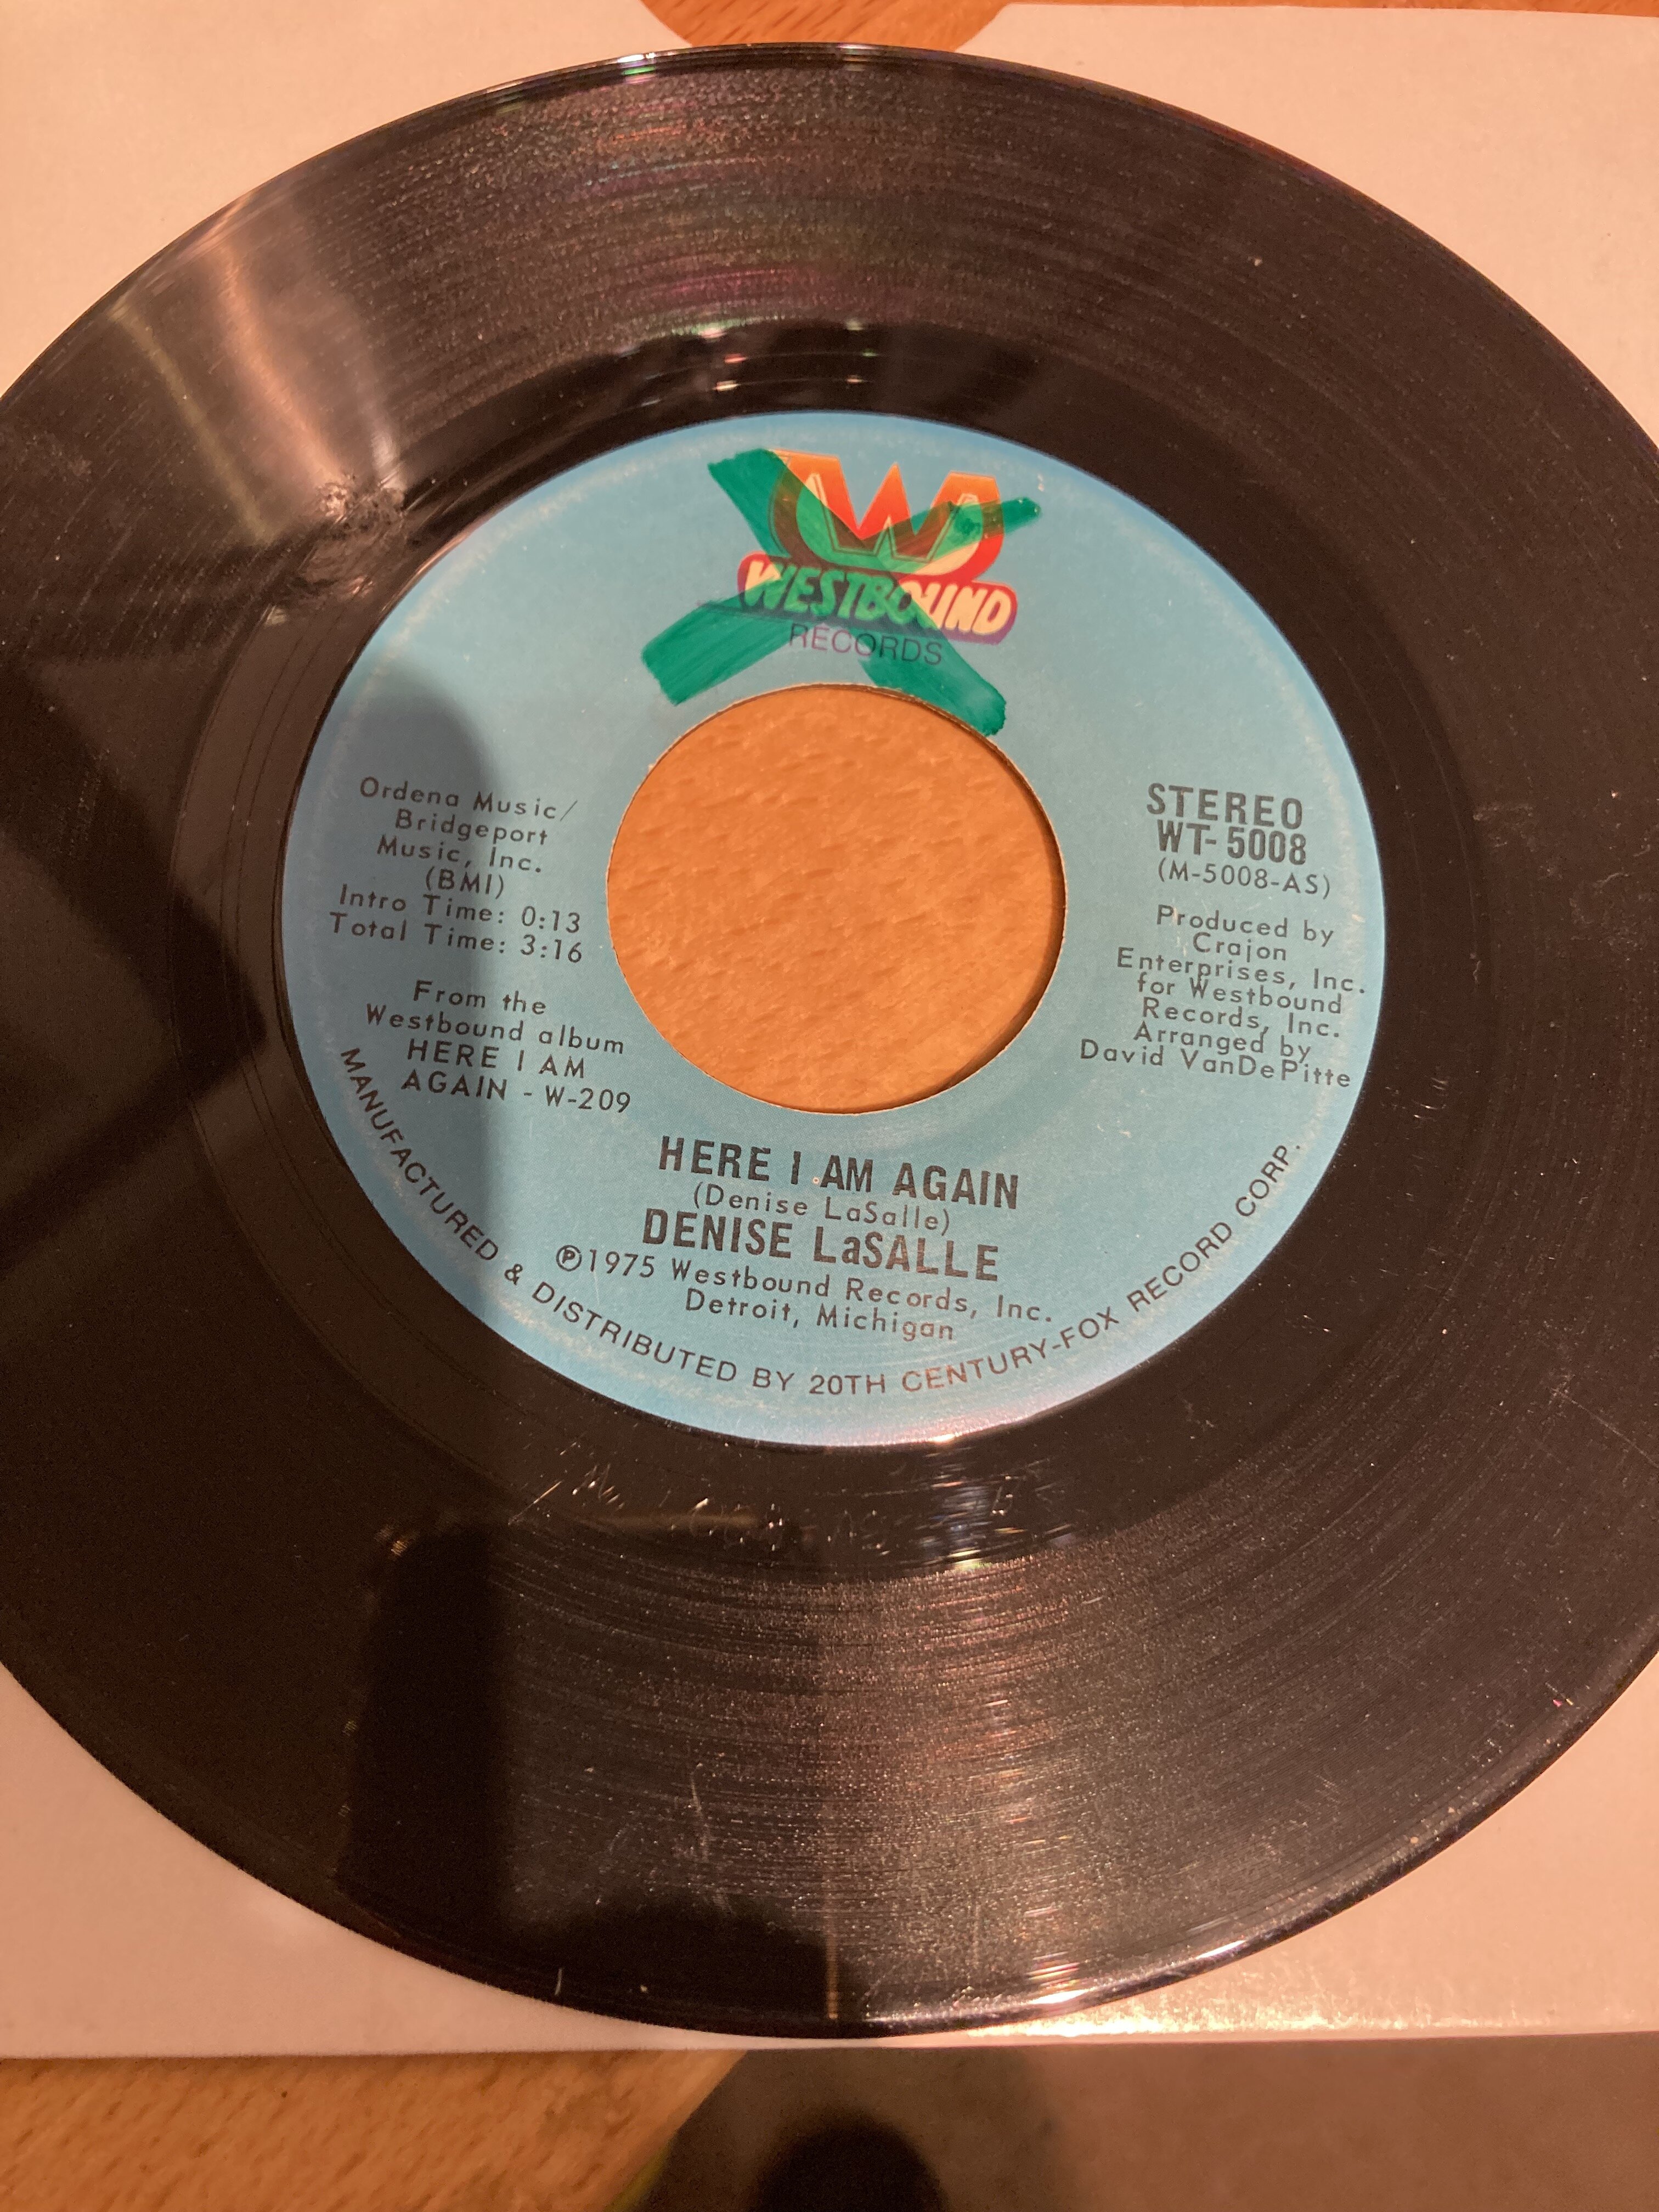 W
WESTBOUND
RECORDS
Ordena Music/
Bridgeport
Music, Inc.
(BMI)
Intro Time: 0:13
Total Time: 3:16
From the
Westbound album
HERE I AM
AGAIN - W-209
STEREO
WT-5008
(M-5008-AS)
Produced by
Crajon
Enterprises, Inc.
for Westbound
Records, Inc.
Arranged by
David VanDePitte
HERE I AM AGAIN
(Denise LaSalle)
DENISE LaSALLE
℗1975 Westbound Records, Inc.
Detroit, Michigan
MANUFACTURED & DISTRIBUTED BY 20TH CENTURY-FOX RECORD CORP.